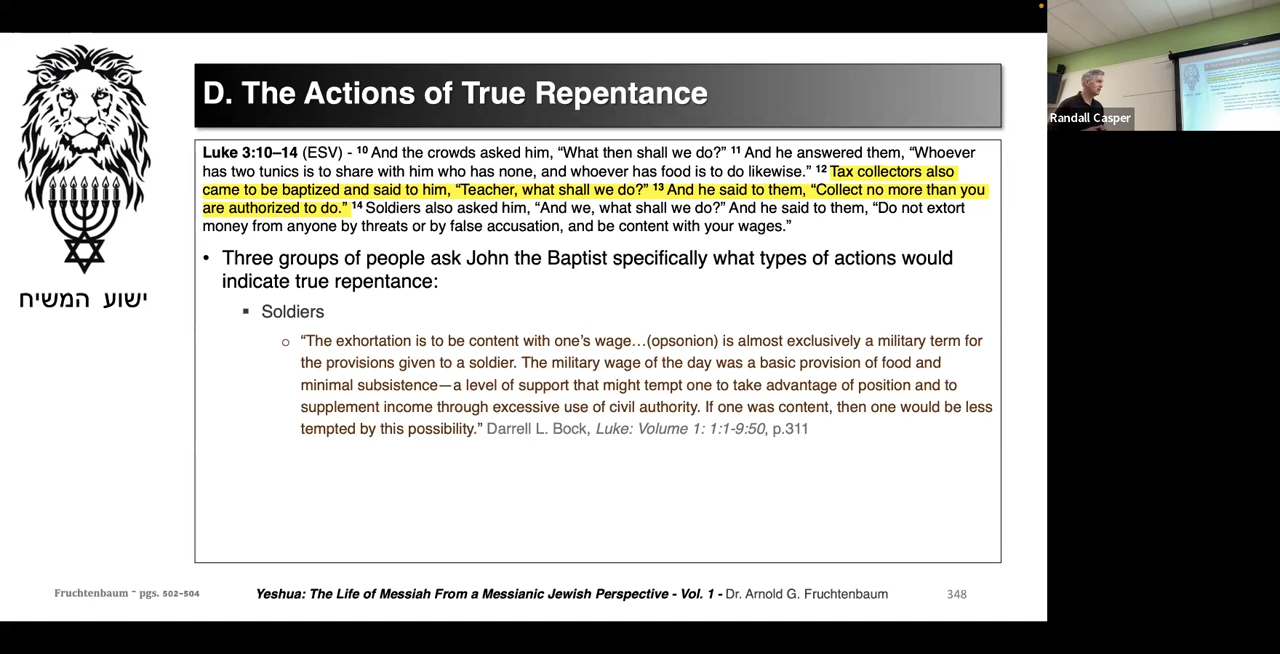 D. The Actions of True Repentance
Luke 3:10–14 (ESV) - ¹⁰ And the crowds asked him, “What then shall we do?” ¹¹ And he answered them, “Whoever
has two tunics is to share with him who has none, and whoever has food is to do likewise.” ¹² Tax collectors also
came to be baptized and said to him, “Teacher, what shall we do?” ¹³ And he said to them, “Collect no more than you
are authorized to do.” ¹⁴ Soldiers also asked him, “And we, what shall we do?” And he said to them, “Do not extort
money from anyone by threats or by false accusation, and be content with your wages.”
• Three groups of people ask John the Baptist specifically what types of actions would
indicate true repentance:
▪ Soldiers
○ “The exhortation is to be content with one’s wage…(opsonion) is almost exclusively a military term for
the provisions given to a soldier. The military wage of the day was a basic provision of food and
minimal subsistence—a level of support that might tempt one to take advantage of position and to
supplement income through excessive use of civil authority. If one was content, then one would be less
tempted by this possibility.” Darrell L. Bock, Luke: Volume 1: 1:1-9:50, p.311
ישוע המשיח
Fruchtenbaum - pgs. 502-504
Yeshua: The Life of Messiah From a Messianic Jewish Perspective - Vol. 1 - Dr. Arnold G. Fruchtenbaum
348
Randall Casper